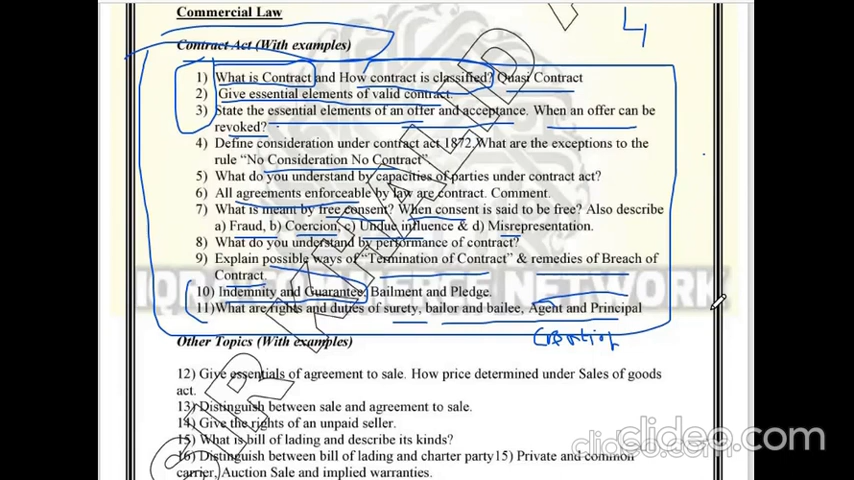 Commercial Law
4
Contract Act (With examples)
1) What is Contract and How contract is classified? Quasi Contract
2) Give essential elements of valid contract.
3) State the essential elements of an offer and acceptance. When an offer can be
revoked?
4) Define consideration under contract act 1872.What are the exceptions to the
rule "No Consideration No Contract"
5) What do you understand by capacities of parties under contract act?
6) All agreements enforceable by law are contract. Comment.
7) What is meant by free consent? When consent is said to be free? Also describe
a) Fraud, b) Coercion, c) Undue influence & d) Misrepresentation.
8) What do you understand by performance of contract?
9) Explain possible ways of "Termination of Contract" & remedies of Breach of
Contract
10) Indemnity and Guarantee, Bailment and Pledge.
11)What are rights and duties of surety, bailor and bailee, Agent and Principal
Other Topics (With examples)
12) Give essentials of agreement to sale. How price determined under Sales of goods
act.
13) Distinguish between sale and agreement to sale.
14) Give the rights of an unpaid seller.
15) What is bill of lading and describe its kinds?
16) Distinguish between bill of lading and charter party15) Private and common
carrier, Auction Sale and implied warranties.
SIR KHALID
NETWORK
clideo.com